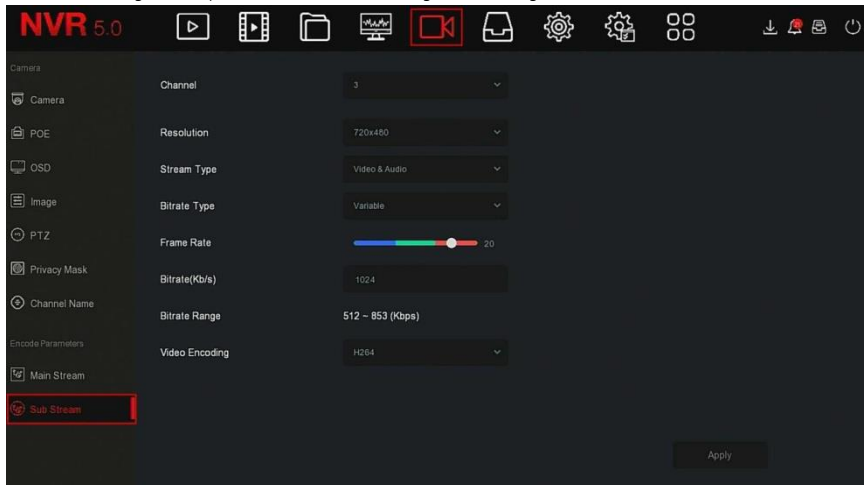 NVR 5.0
Camera
Camera
POE
OSD
Image
PTZ
Privacy Mask
Channel Name
Encode Parameters
Main Stream
Sub Stream
Channel 3
Resolution 720x480
Stream Type Video & Audio
Bitrate Type Variable
Frame Rate 20
Bitrate(Kb/s) 1024
Bitrate Range 512 ~ 853 (Kbps)
Video Encoding H264
Apply